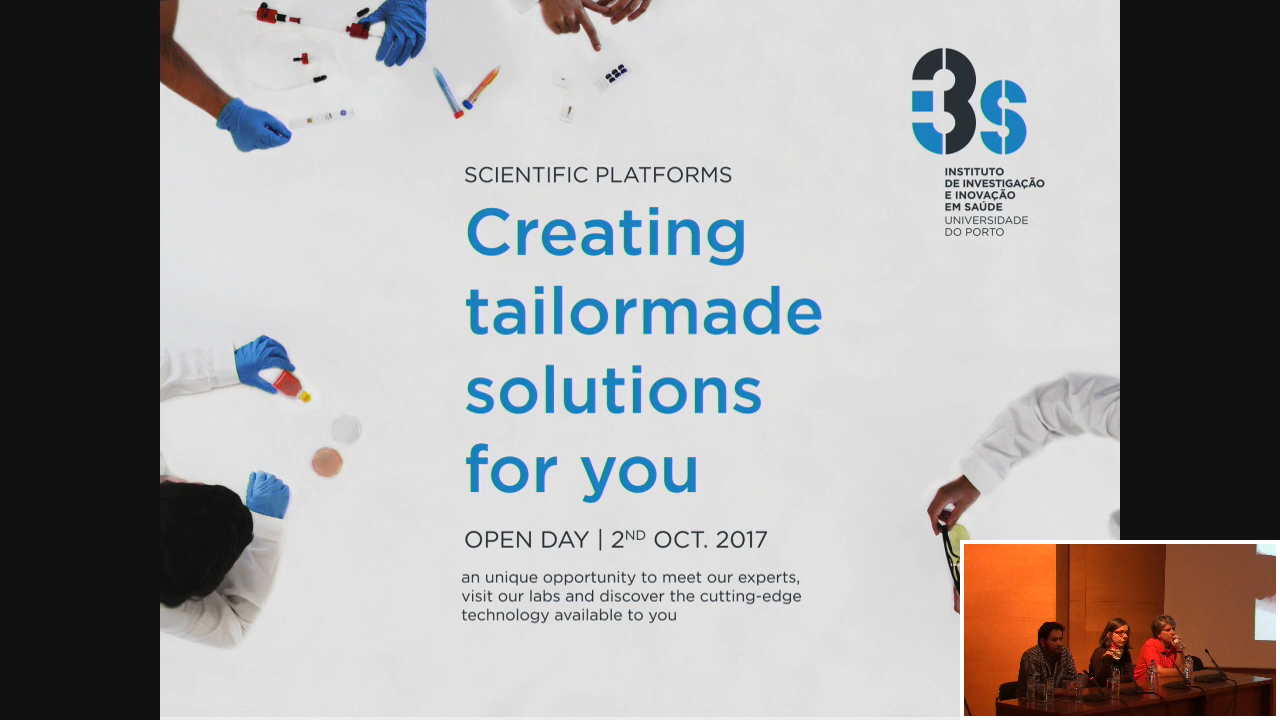 SCIENTIFIC PLATFORMS
Creating
tailormade
solutions
for you
OPEN DAY | 2ND OCT. 2017
an unique opportunity to meet our experts,
visit our labs and discover the cutting-edge
technology available to you
i3s
INSTITUTO
DE INVESTIGAÇÃO
E INOVAÇÃO
EM SAÚDE
UNIVERSIDADE
DO PORTO